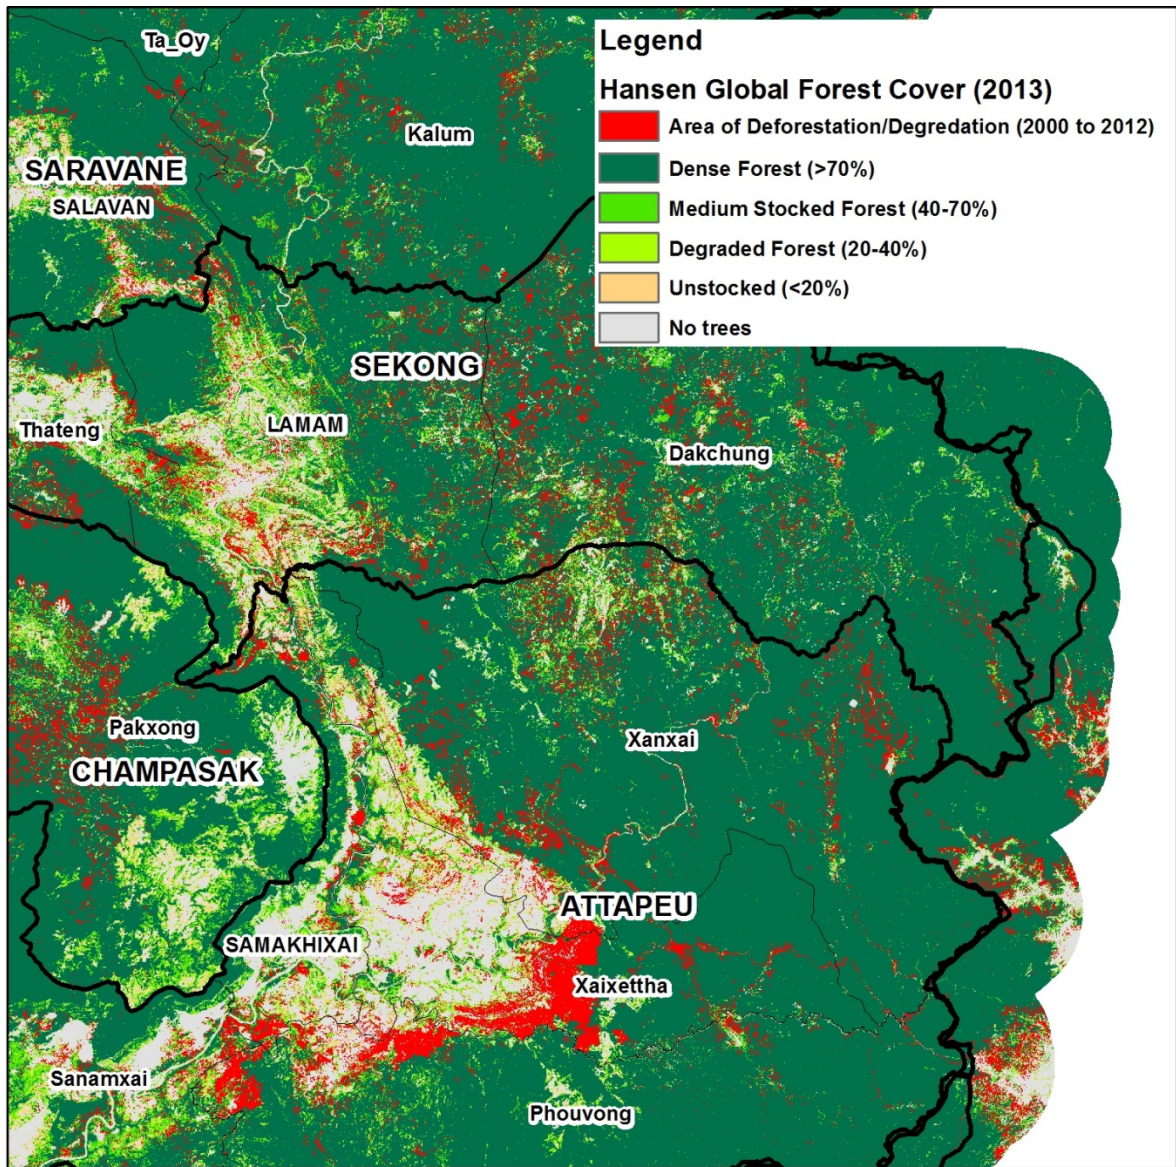 Legend
Hansen Global Forest Cover (2013)
Area of Deforestation/Degredation (2000 to 2012)
Dense Forest (>70%)
Medium Stocked Forest (40-70%)
Degraded Forest (20-40%)
Unstocked (<20%)
No trees
Ta_Oy
Kalum
SARAVANE
SALAVAN
SEKONG
LAMAM
Thateng
Dakchung
Pakxong
Xanxai
CHAMPASAK
ATTAPEU
SAMAKHIXAI
Xaixettha
Sanamxai
Phouvong